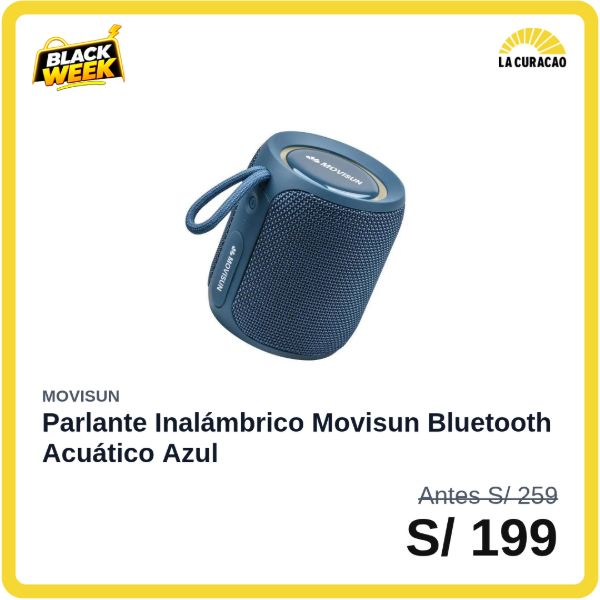 BLACK
WEEK
LA CURACAO
MOVISUN
MOVISUN
MOVISUN
Parlante Inalámbrico Movisun Bluetooth
Acuático Azul
Antes S/ 259
S/ 199